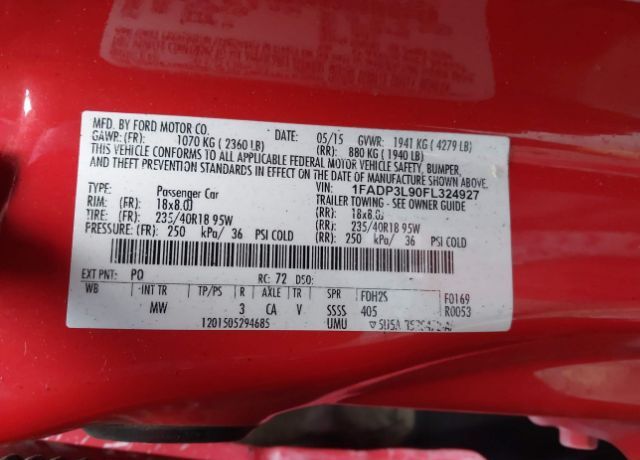 MFD. BY FORD MOTOR CO. DATE: 05/15 GVWR: 1941 KG ( 4279 LB)
GAWR: (FR): 1070 KG ( 2360 LB) (RR): 880 KG ( 1940 LB)
THIS VEHICLE CONFORMS TO ALL APPLICABLE FEDERAL MOTOR VEHICLE SAFETY, BUMPER,
AND THEFT PREVENTION STANDARDS IN EFFECT ON THE DATE OF MANUFACTURE SHOWN ABOVE.
VIN: 1FADP3L90FL324927
TYPE: Passenger Car TRAILER TOWING - SEE OWNER GUIDE
RIM: (FR) 18x8.0J (RR) 18x8.0J
TIRE: (FR) 235/40R18 95W (RR) 235/40R18 95W
PRESSURE: (FR) 250 kPa/ 36 PSI COLD (RR) 250 kPa/ 36 PSI COLD
EXT PNT: PQ RC: 72 DSO:
WB INT TR TP/PS R AXLE TR SPR FDH2S F0169
MW 3 CA V SSSS 405 R0053
1201505294685 UMU